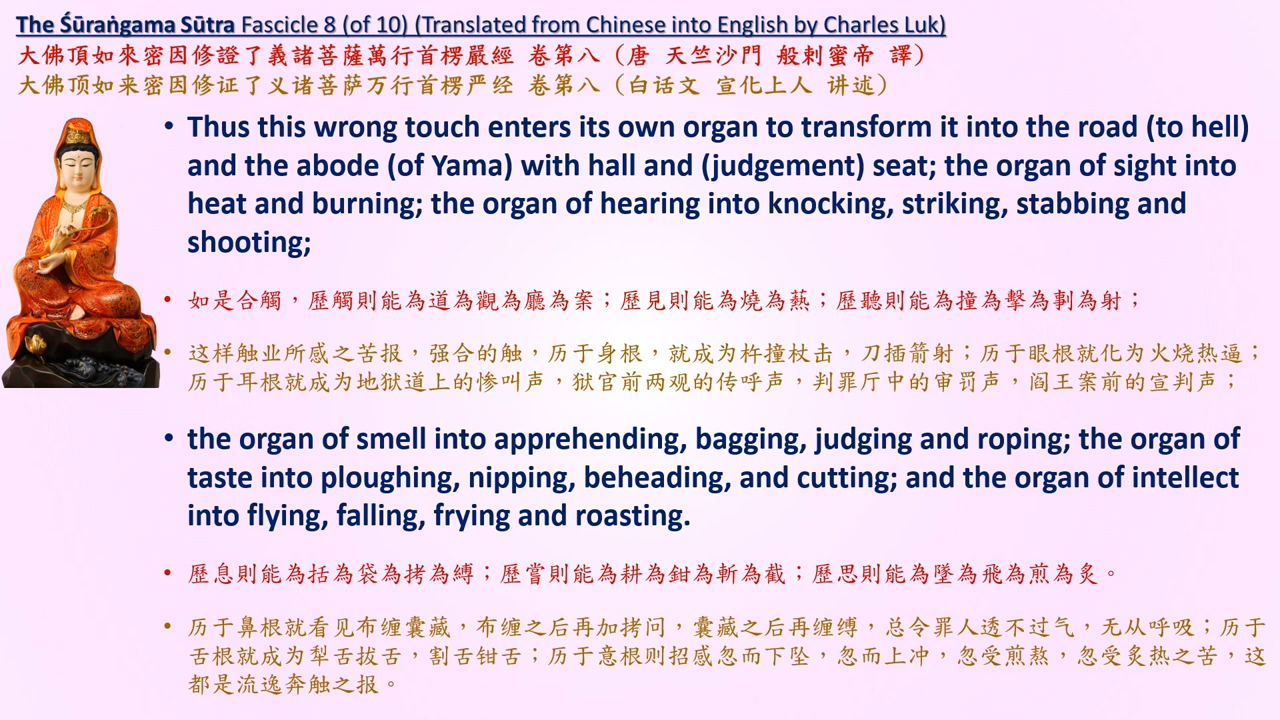 The Śūraṅgama Sūtra Fascicle 8 (of 10) (Translated from Chinese into English by Charles Luk)
大佛頂如來密因修證了義諸菩薩萬行首楞嚴經 卷第八（唐 天竺沙門 般剌蜜帝 譯）
大佛顶如来密因修证了义诸菩萨万行首楞严经 卷第八（白话文 宣化上人 讲述）
• Thus this wrong touch enters its own organ to transform it into the road (to hell)
and the abode (of Yama) with hall and (judgement) seat; the organ of sight into
heat and burning; the organ of hearing into knocking, striking, stabbing and
shooting;
• 如是合觸，歷觸則能為道為觀為廳為案；歷見則能為燒為爇；歷聽則能為撞為擊為剚為射；
• 这样触业所感之苦报，强合的触，历于身根，就成为杵撞杖击，刀插箭射；历于眼根就化为火烧热逼；
历于耳根就成为地狱道上的惨叫声，狱官前两观的传呼声，判罪厅中的审罚声，阎王案前的宣判声；
• the organ of smell into apprehending, bagging, judging and roping; the organ of
taste into ploughing, nipping, beheading, and cutting; and the organ of intellect
into flying, falling, frying and roasting.
• 歷息則能為括為袋為拷為縛；歷嘗則能為耕為鉗為斬為截；歷思則能為墜為飛為煎為炙。
• 历于鼻根就看见布缠囊藏，布缠之后再加拷问，囊藏之后再缠缚，总令罪人透不过气，无从呼吸；历于
舌根就成为犁舌拔舌，割舌钳舌；历于意根则招感忽而下坠，忽而上冲，忽受煎熬，忽受炙热之苦，这
都是流逸奔触之报。